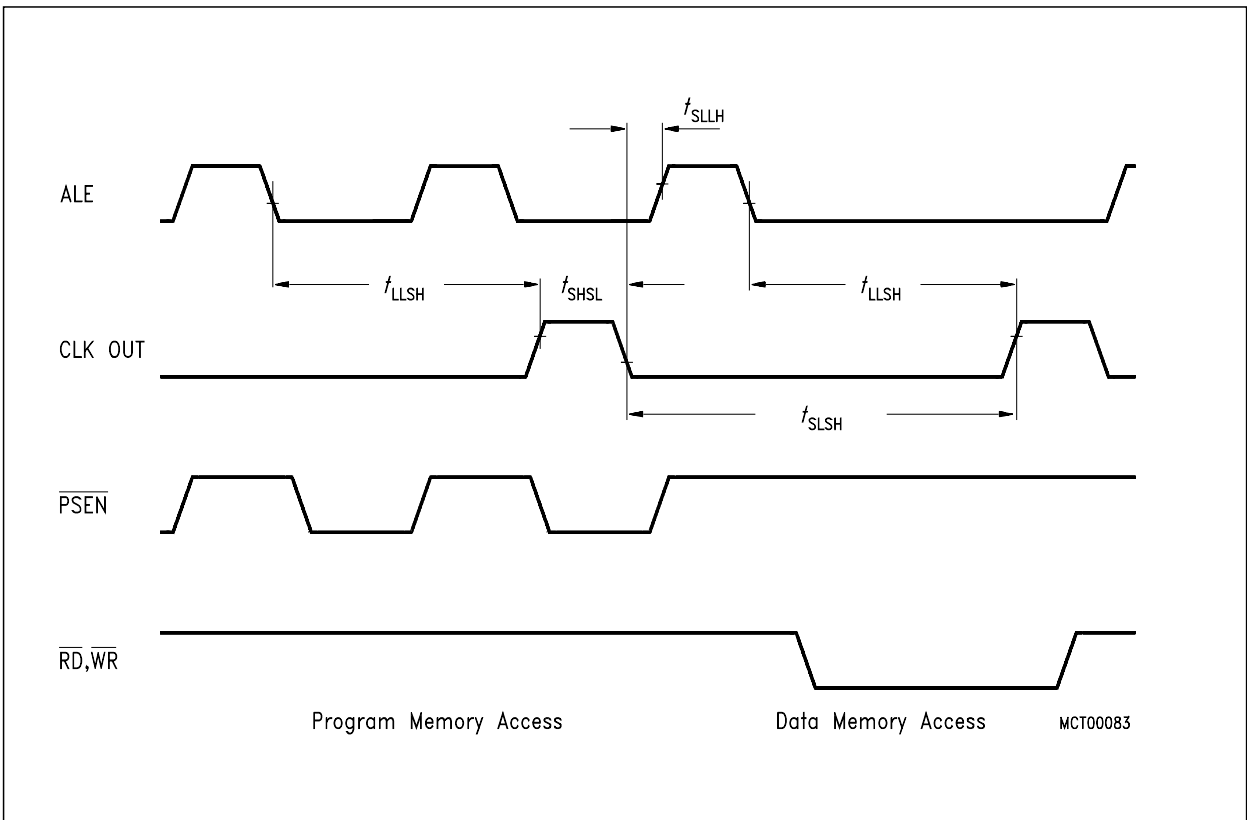 tSLLH
ALE
tLLSH
tSHSL
tLLSH
CLK OUT
tSLSH
PSEN
RD,WR
Program Memory Access
Data Memory Access
MCT00083